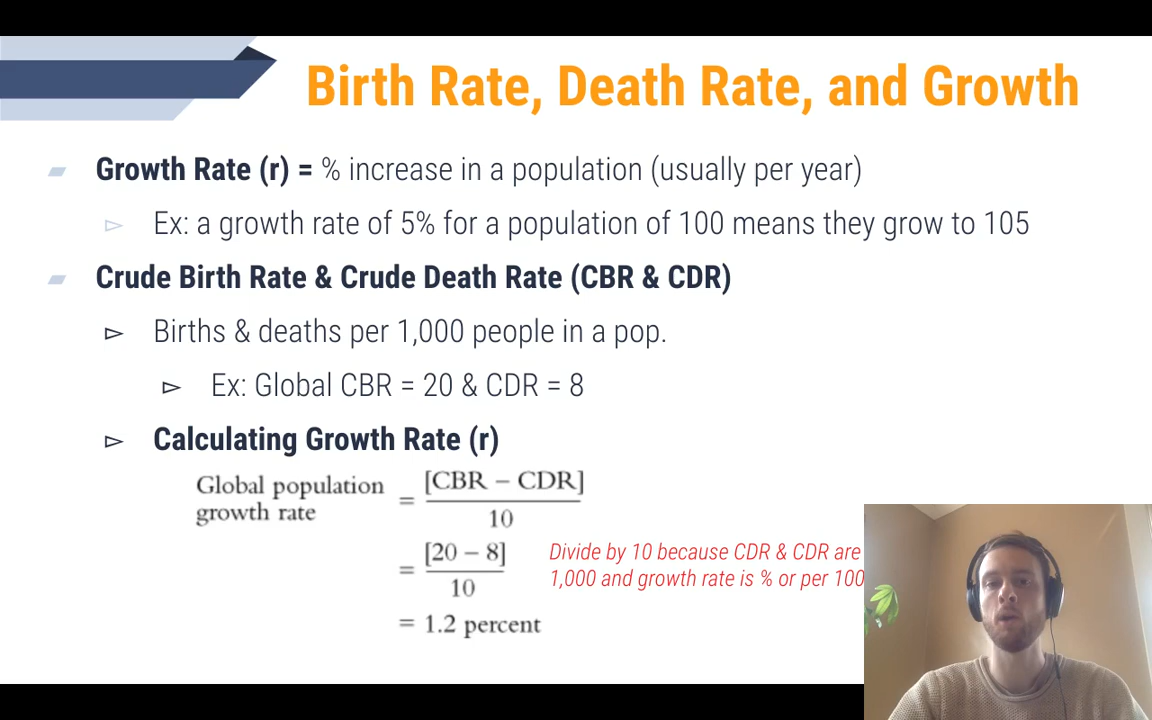 Birth Rate, Death Rate, and Growth
Growth Rate (r) = % increase in a population (usually per year)
Ex: a growth rate of 5% for a population of 100 means they grow to 105
Crude Birth Rate & Crude Death Rate (CBR & CDR)
Births & deaths per 1,000 people in a pop.
Ex: Global CBR = 20 & CDR = 8
Calculating Growth Rate (r)
Global population growth rate = [CBR − CDR] / 10
= [20 − 8] / 10
= 1.2 percent
Divide by 10 because CDR & CDR are
1,000 and growth rate is % or per 100